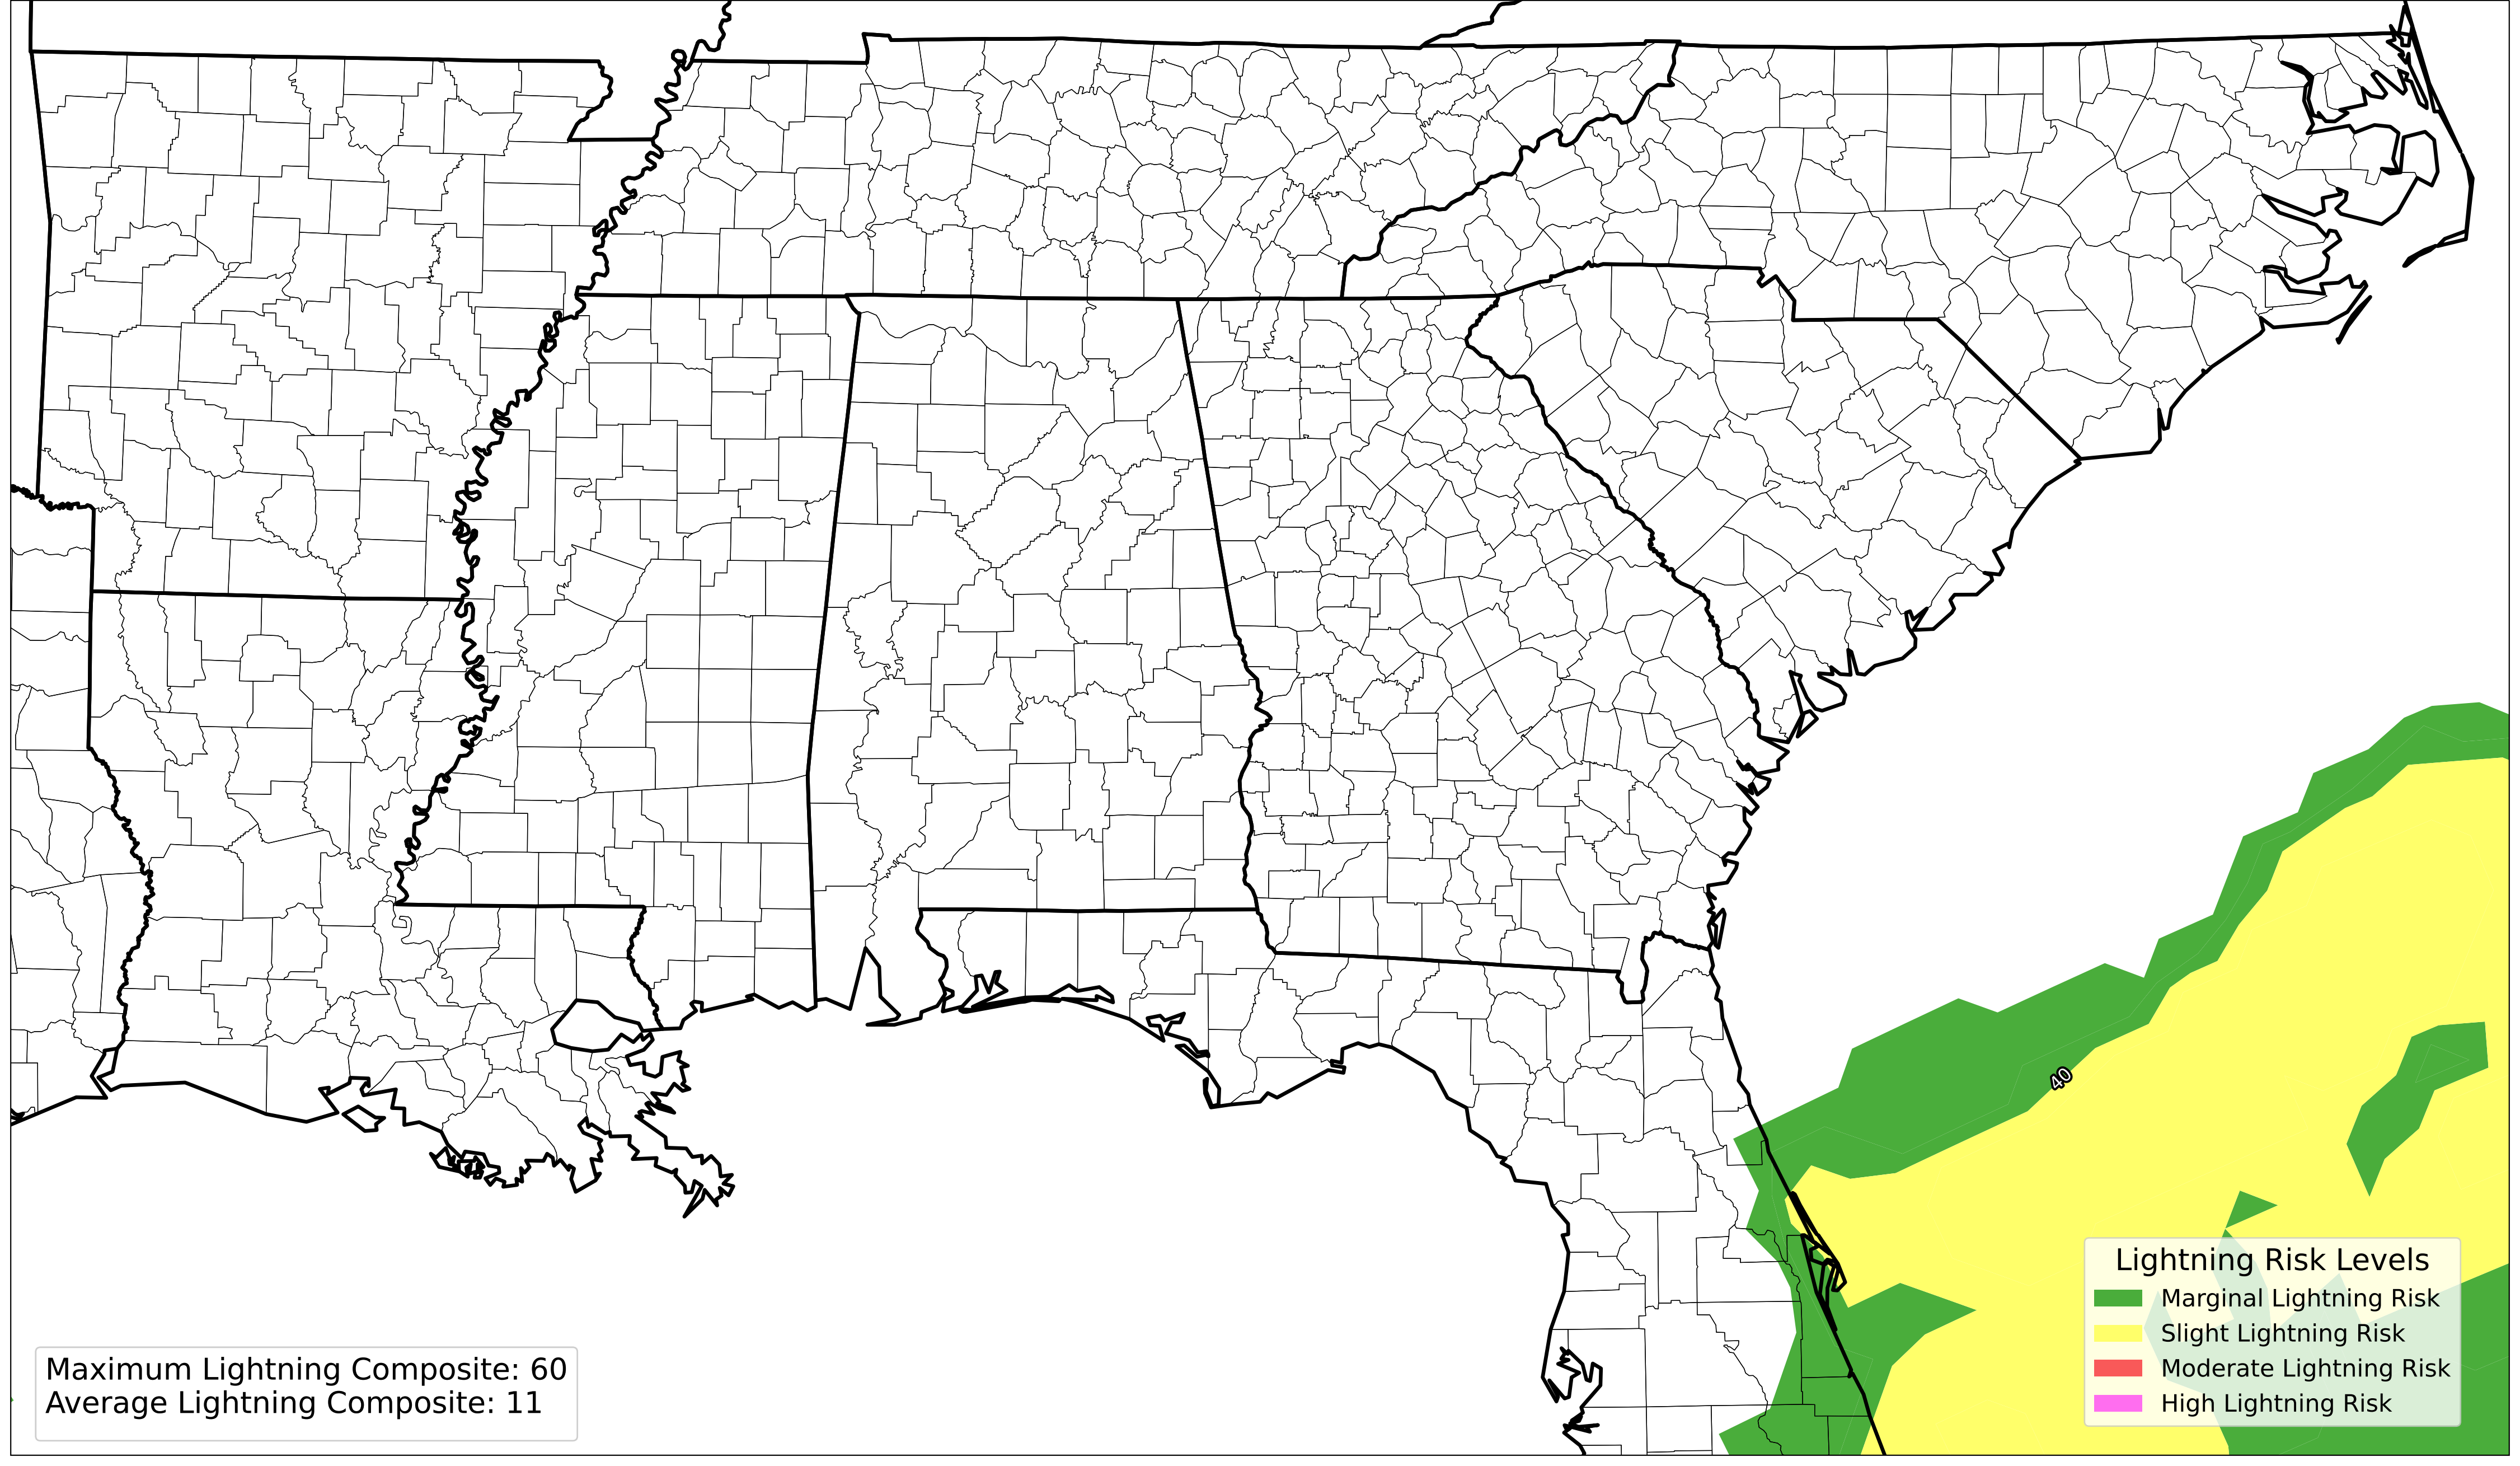 40
Lightning Risk Levels
Marginal Lightning Risk
Slight Lightning Risk
Moderate Lightning Risk
High Lightning Risk
Maximum Lightning Composite: 60
Average Lightning Composite: 11